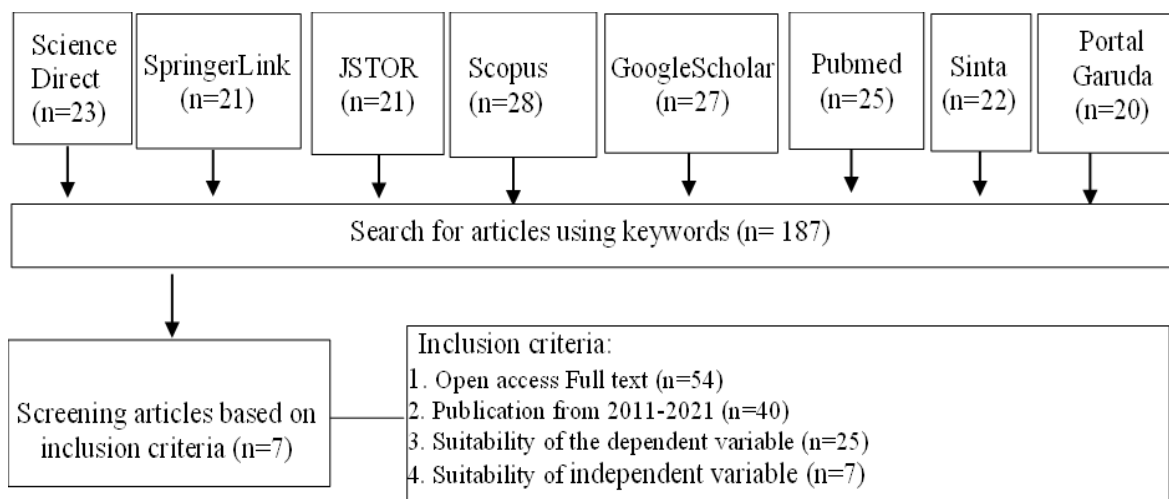 Science
Direct
(n=23)
SpringerLink
(n=21)
JSTOR
(n=21)
Scopus
(n=28)
GoogleScholar
(n=27)
Pubmed
(n=25)
Sinta
(n=22)
Portal
Garuda
(n=20)
Search for articles using keywords (n= 187)
Screening articles based on
inclusion criteria (n=7)
Inclusion criteria:
1. Open access Full text (n=54)
2. Publication from 2011-2021 (n=40)
3. Suitability of the dependent variable (n=25)
4. Suitability of independent variable (n=7)